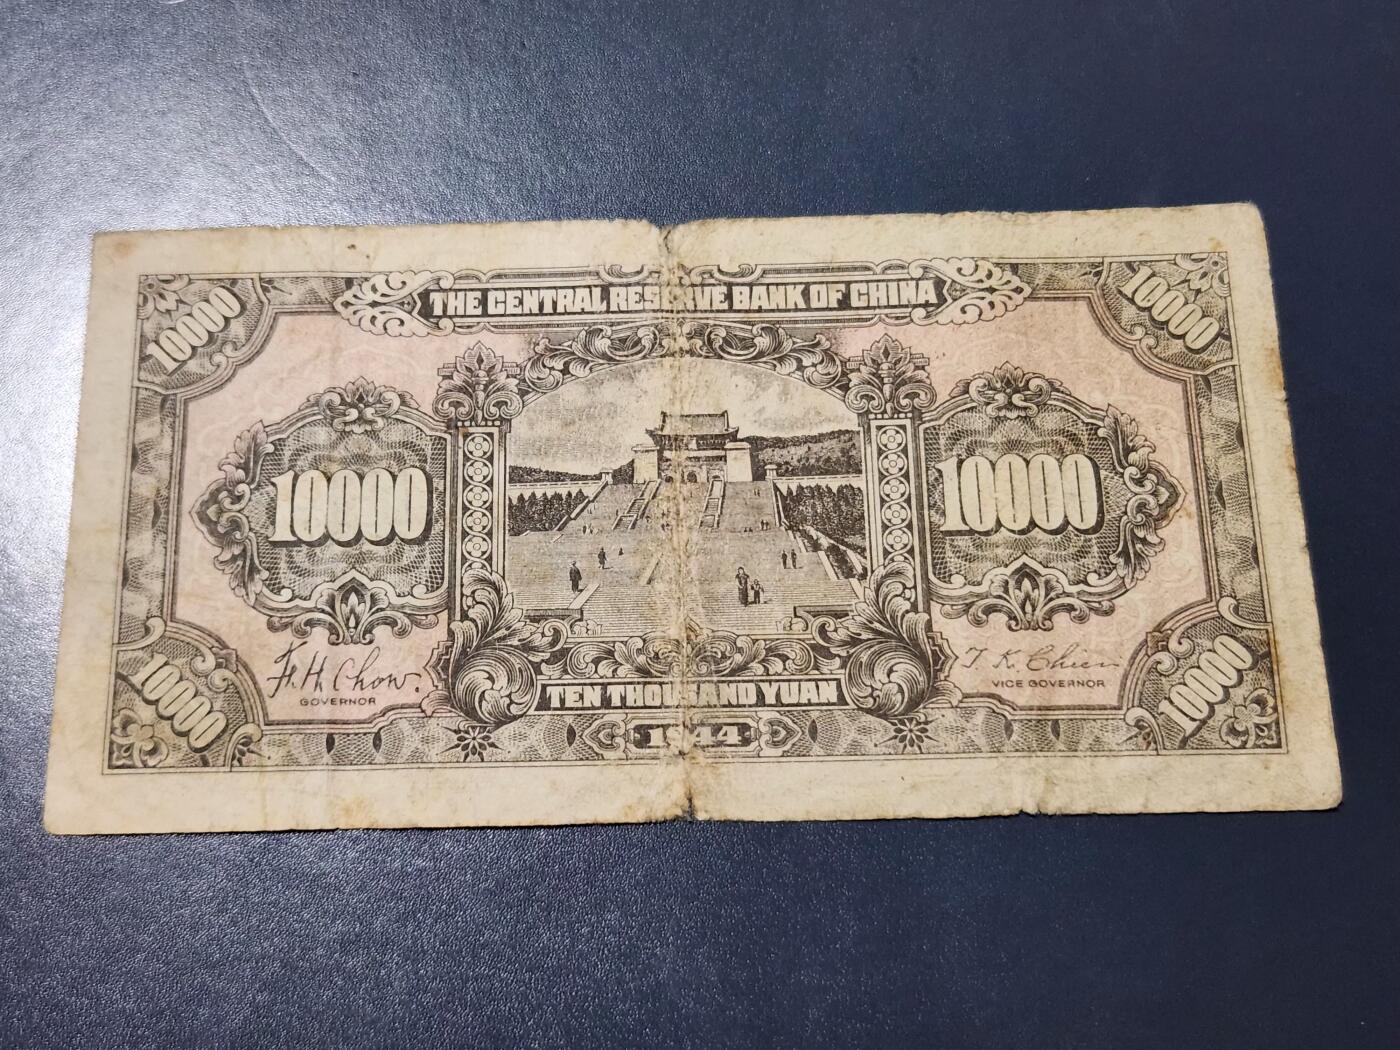 10000
THE CENTRAL RESERVE BANK OF CHINA
10000
10000
10000
F. H. Chow.
GOVERNOR
T. K. Chien
VICE GOVERNOR
10000
TEN THOUSAND YUAN
10000
1944